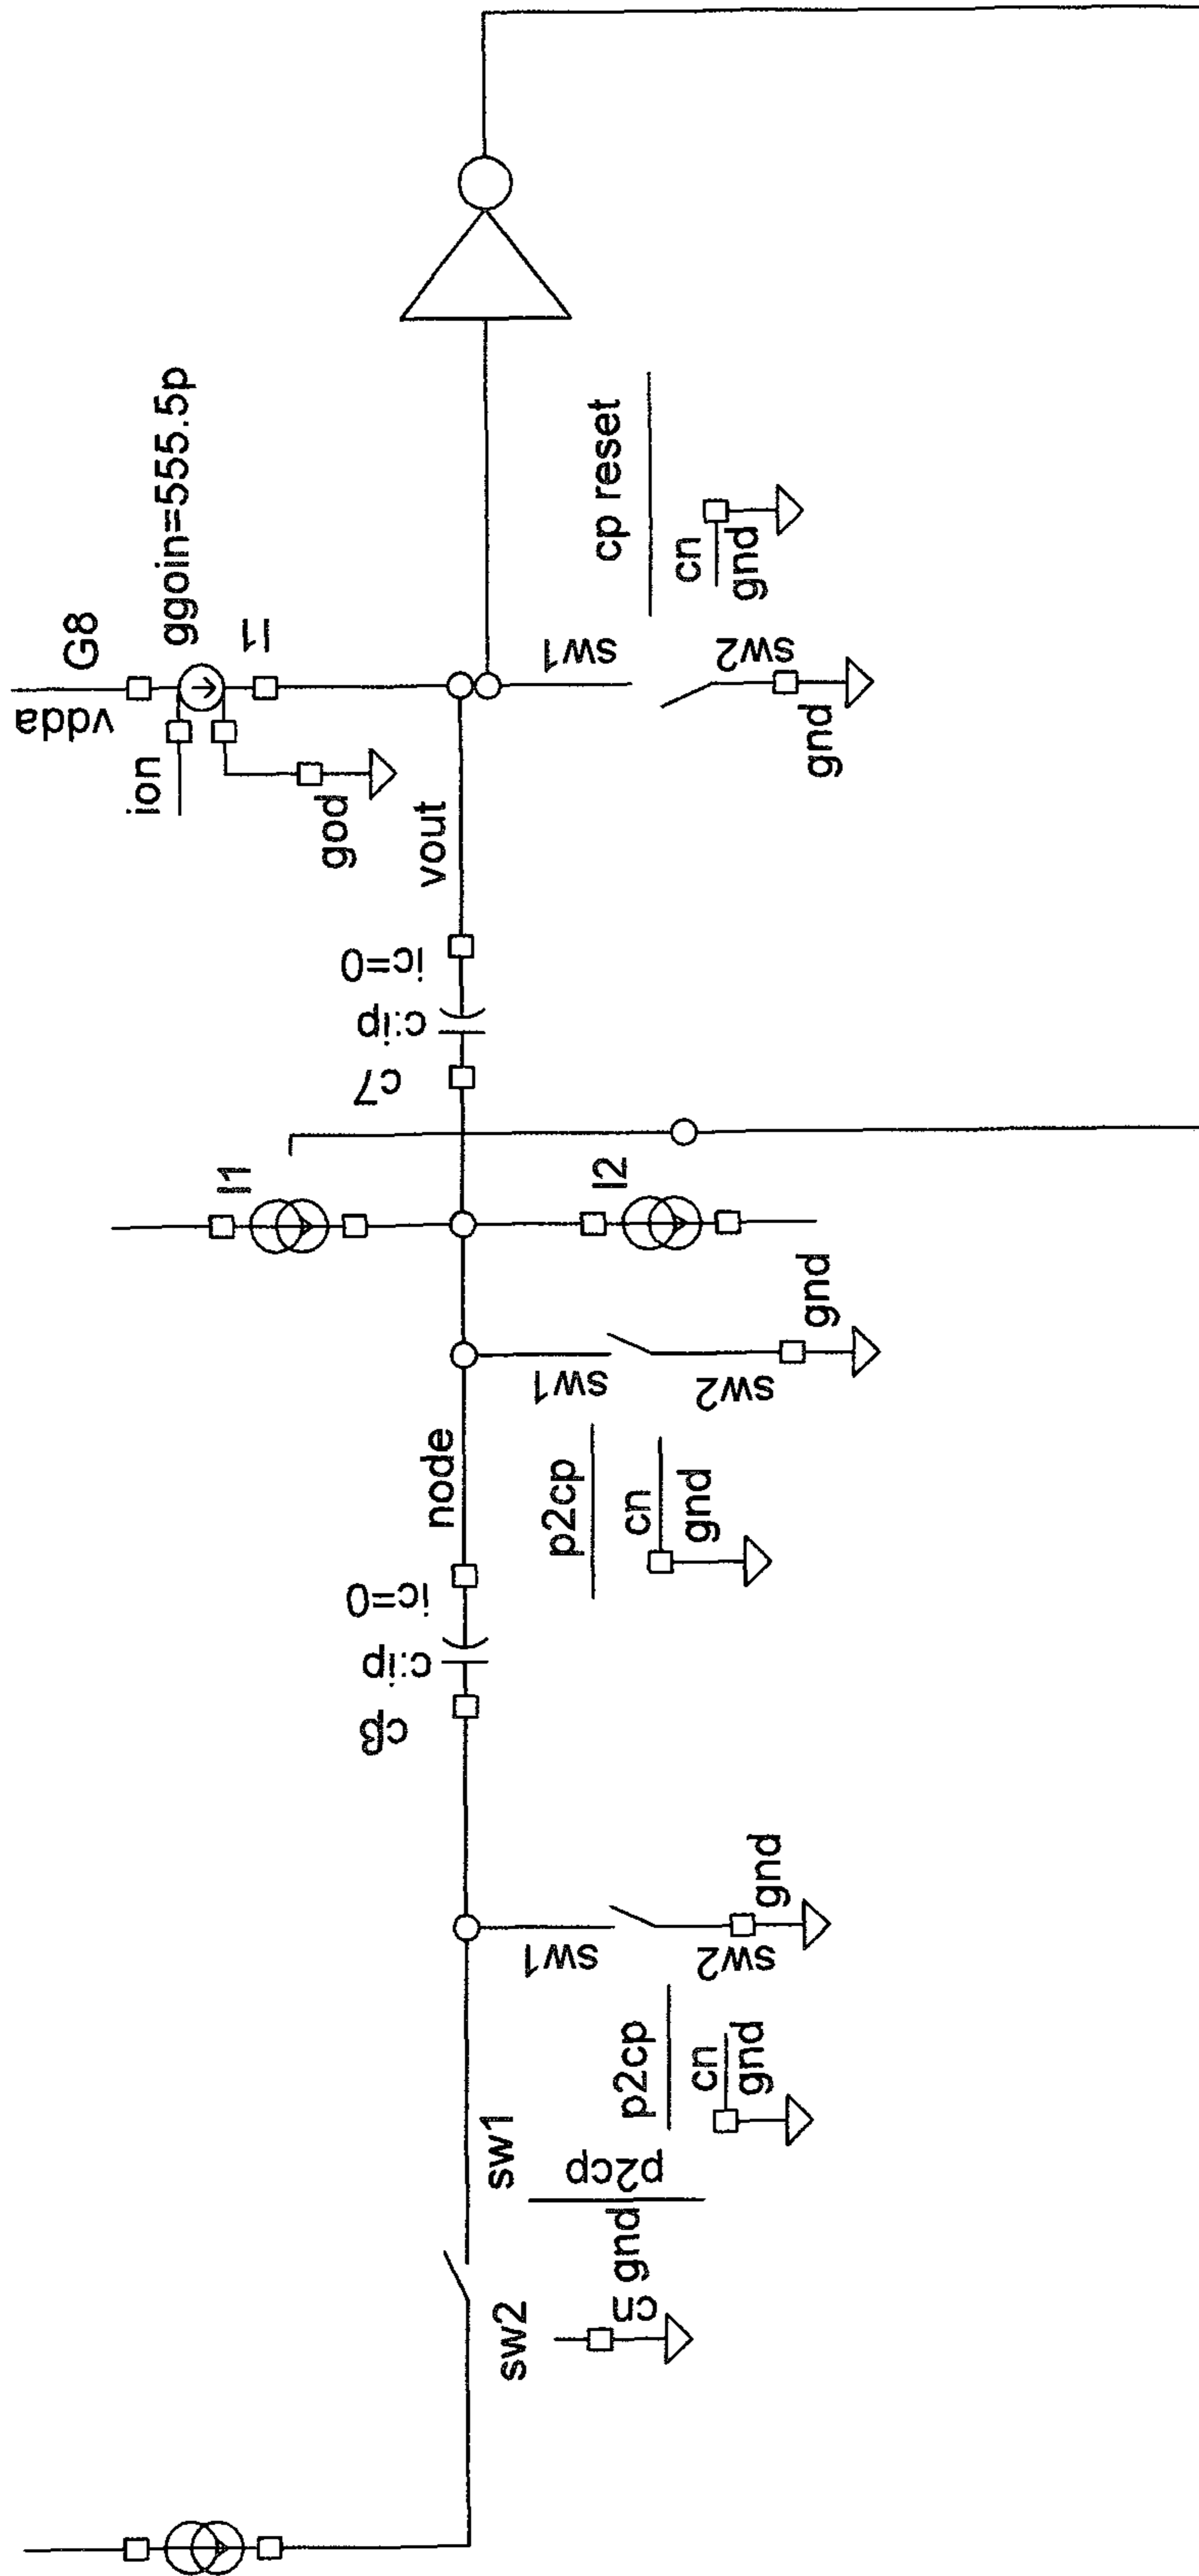 vdda
G8
ion
ggoin=555.5p
I1
god
vout
ic=0
c:ip
c7
sw1
sw2
gnd
cp reset
cn
gnd
I1
I2
node
ic=0
c:ip
sw1
sw2
gnd
p2cp
cn
gnd
sw1
sw2
gnd
p2cp
cn
gnd
sw1
sw2
p2cp
gnd
cn